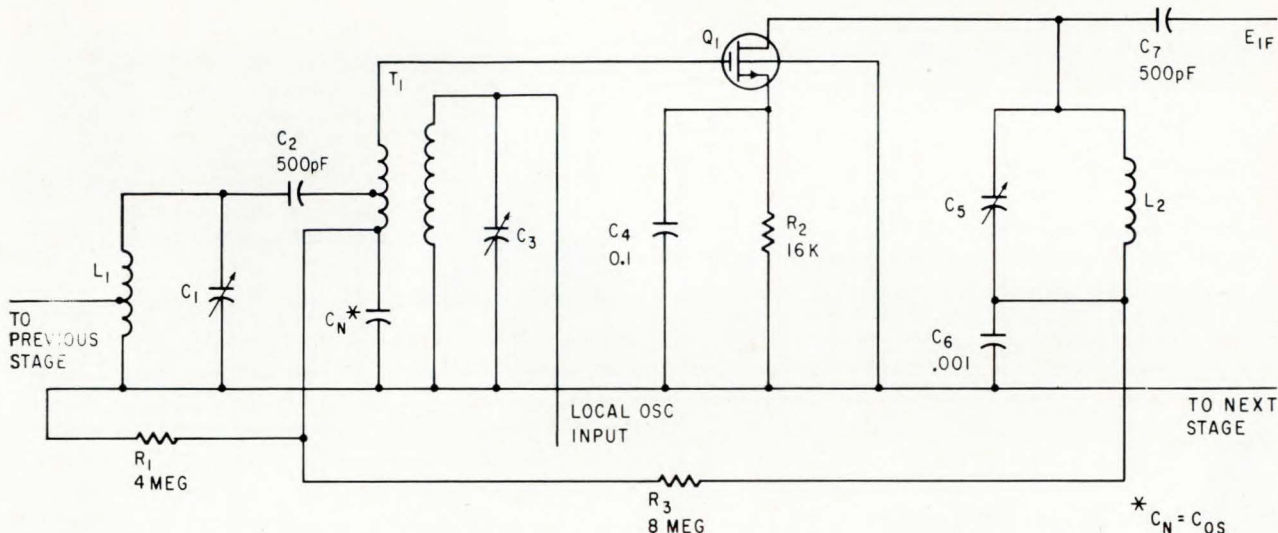 Q1
C7
500pF
EIF
T1
C2
500pF
L1
C1
C3
C4
0.1
R2
16K
C5
L2
CN*
C6
.001
TO
PREVIOUS
STAGE
LOCAL OSC
INPUT
TO NEXT
STAGE
R1
4 MEG
R3
8 MEG
* CN = COS